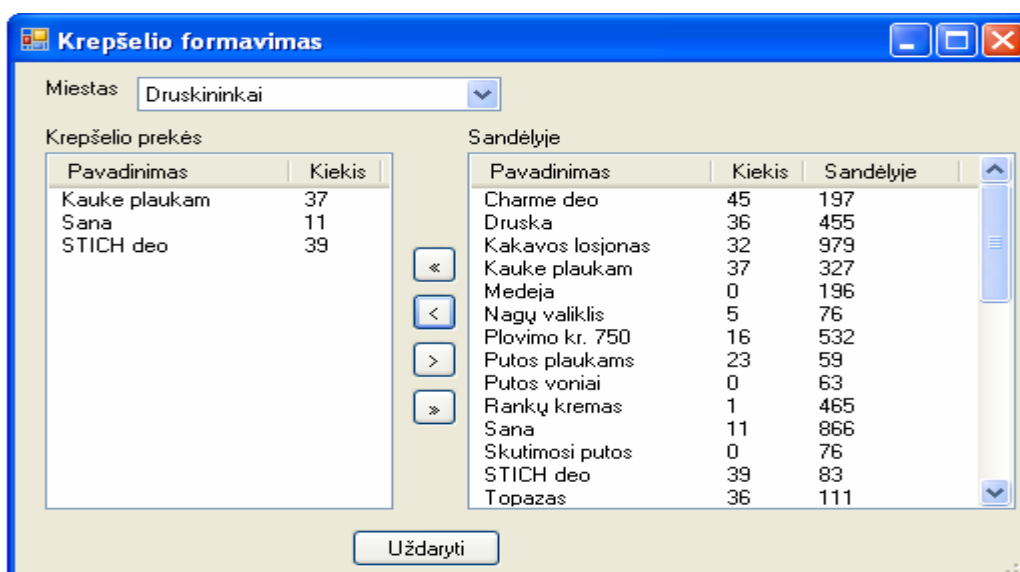 Krepšelio formavimas
Miestas Druskininkai
Krepšelio prekės
Pavadinimas Kiekis
Kauke plaukam 37
Sana 11
STICH deo 39
«
<
>
»
Sandėlyje
Pavadinimas Kiekis Sandėlyje
Charme deo 45 197
Druska 36 455
Kakavos losjonas 32 979
Kauke plaukam 37 327
Medeja 0 196
Nagų valiklis 5 76
Plovimo kr. 750 16 532
Putos plaukams 23 59
Putos voniai 0 63
Rankų kremas 1 465
Sana 11 866
Skutimosi putos 0 76
STICH deo 39 83
Topazas 36 111
Uždaryti